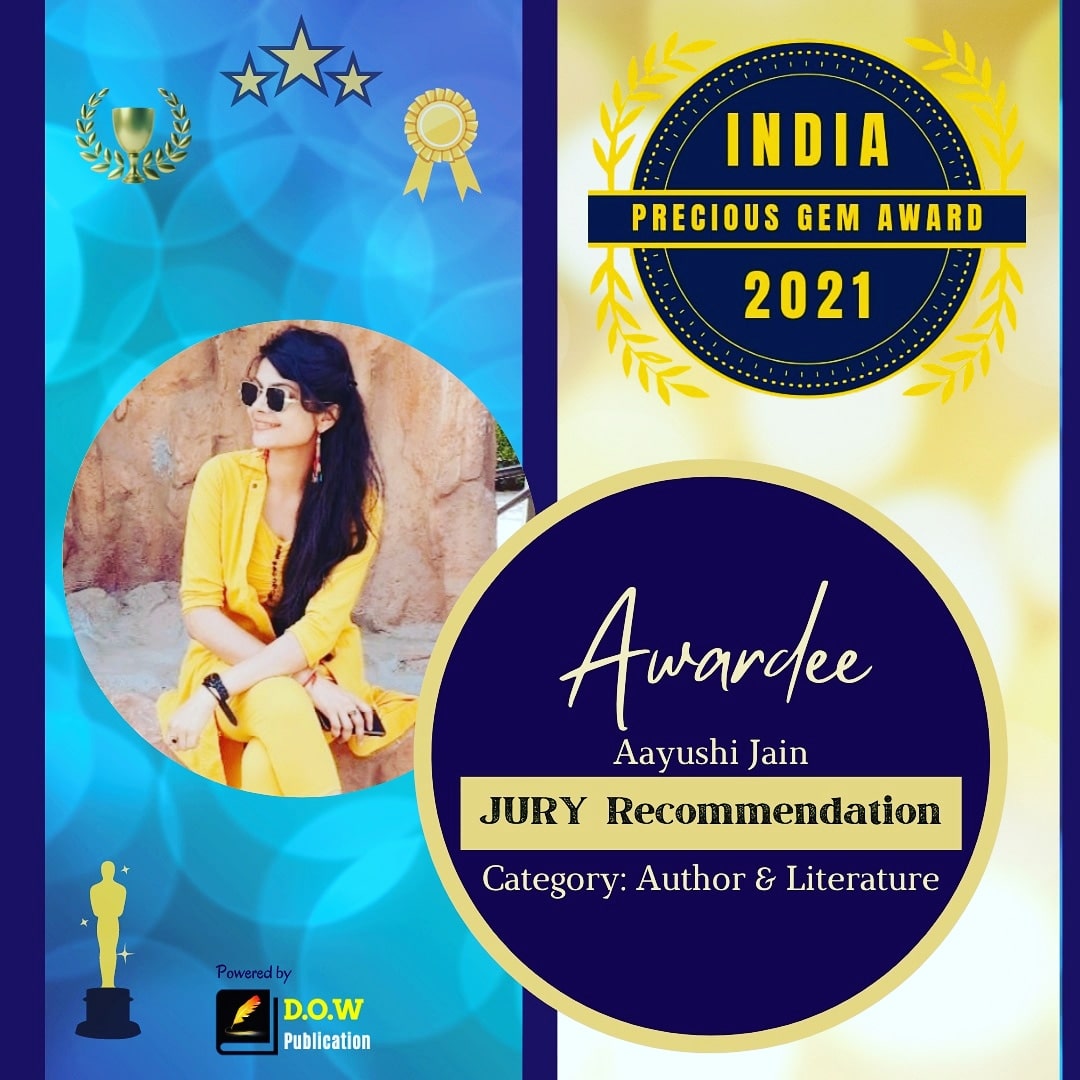 INDIA
PRECIOUS GEM AWARD
2021
Awardee
Aayushi Jain
JURY Recommendation
Category: Author & Literature
Powered by
D.O.W
Publication